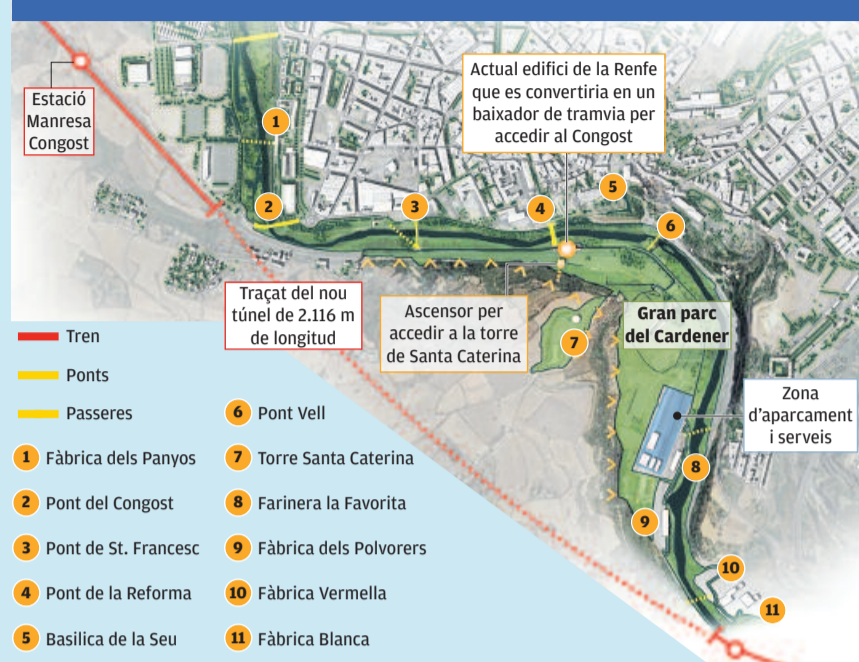 Estació
Manresa
Congost
1
2
3
4
5
6
Actual edifici de la Renfe
que es convertiria en un
baixador de tramvia per
accedir al Congost
Traçat del nou
túnel de 2.116 m
de longitud
Ascensor per
accedir a la torre
de Santa Caterina
7
Gran parc
del Cardener
Zona
d'aparcament
i serveis
8
9
10
11
Tren
Ponts
Passeres
1 Fàbrica dels Panyos
2 Pont del Congost
3 Pont de St. Francesc
4 Pont de la Reforma
5 Basilica de la Seu
6 Pont Vell
7 Torre Santa Caterina
8 Farinera la Favorita
9 Fàbrica dels Polvorers
10 Fàbrica Vermella
11 Fàbrica Blanca